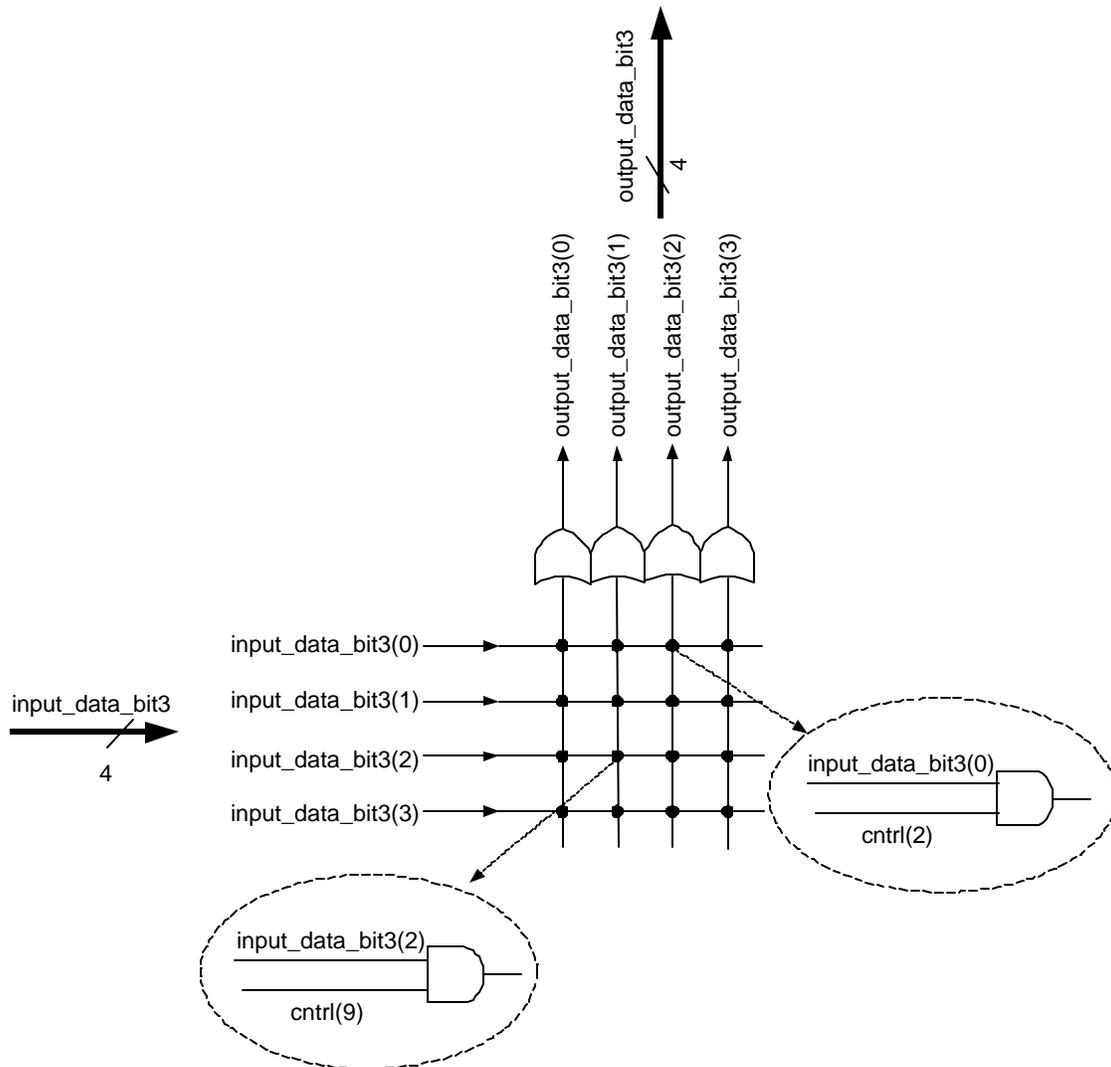 output_data_bit3
4
output_data_bit3(0)
output_data_bit3(1)
output_data_bit3(2)
output_data_bit3(3)
input_data_bit3(0)
input_data_bit3(1)
input_data_bit3
4
input_data_bit3(2)
input_data_bit3(3)
input_data_bit3(0)
cntrl(2)
input_data_bit3(2)
cntrl(9)